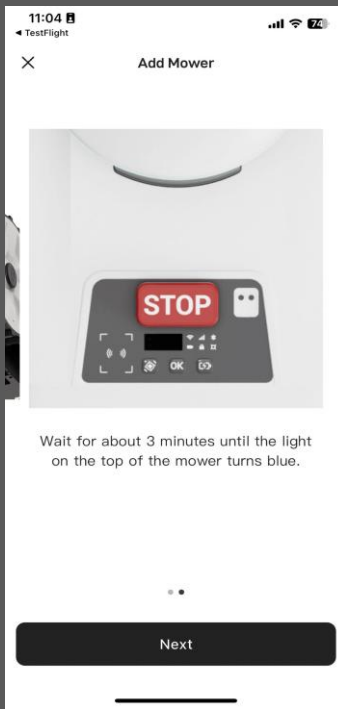 11:04
◀ TestFlight
74
Add Mower
STOP
OK
Wait for about 3 minutes until the light
on the top of the mower turns blue.
Next